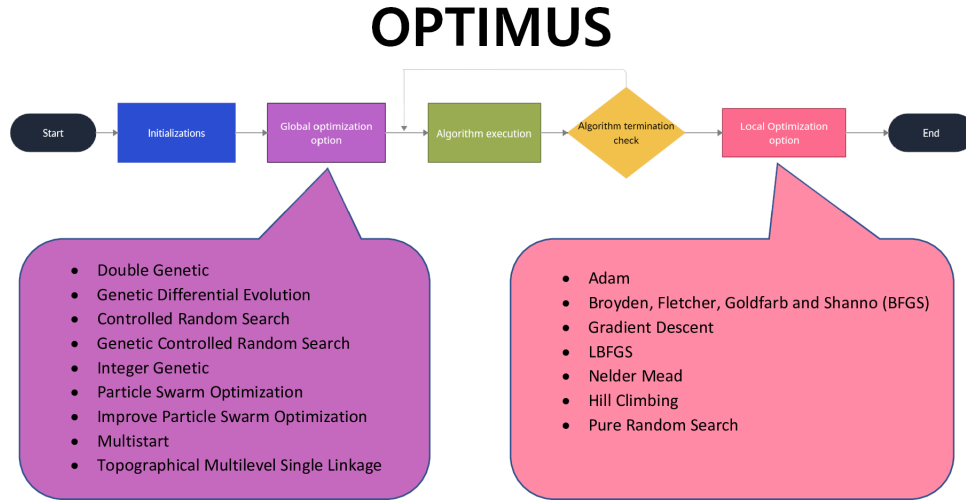 OPTIMUS
Start
Initializations
Global optimization
option
Algorithm execution
Algorithm termination
check
Local Optimization
option
End
• Double Genetic
• Genetic Differential Evolution
• Controlled Random Search
• Genetic Controlled Random Search
• Integer Genetic
• Particle Swarm Optimization
• Improve Particle Swarm Optimization
• Multistart
• Topographical Multilevel Single Linkage
• Adam
• Broyden, Fletcher, Goldfarb and Shanno (BFGS)
• Gradient Descent
• LBFGS
• Nelder Mead
• Hill Climbing
• Pure Random Search